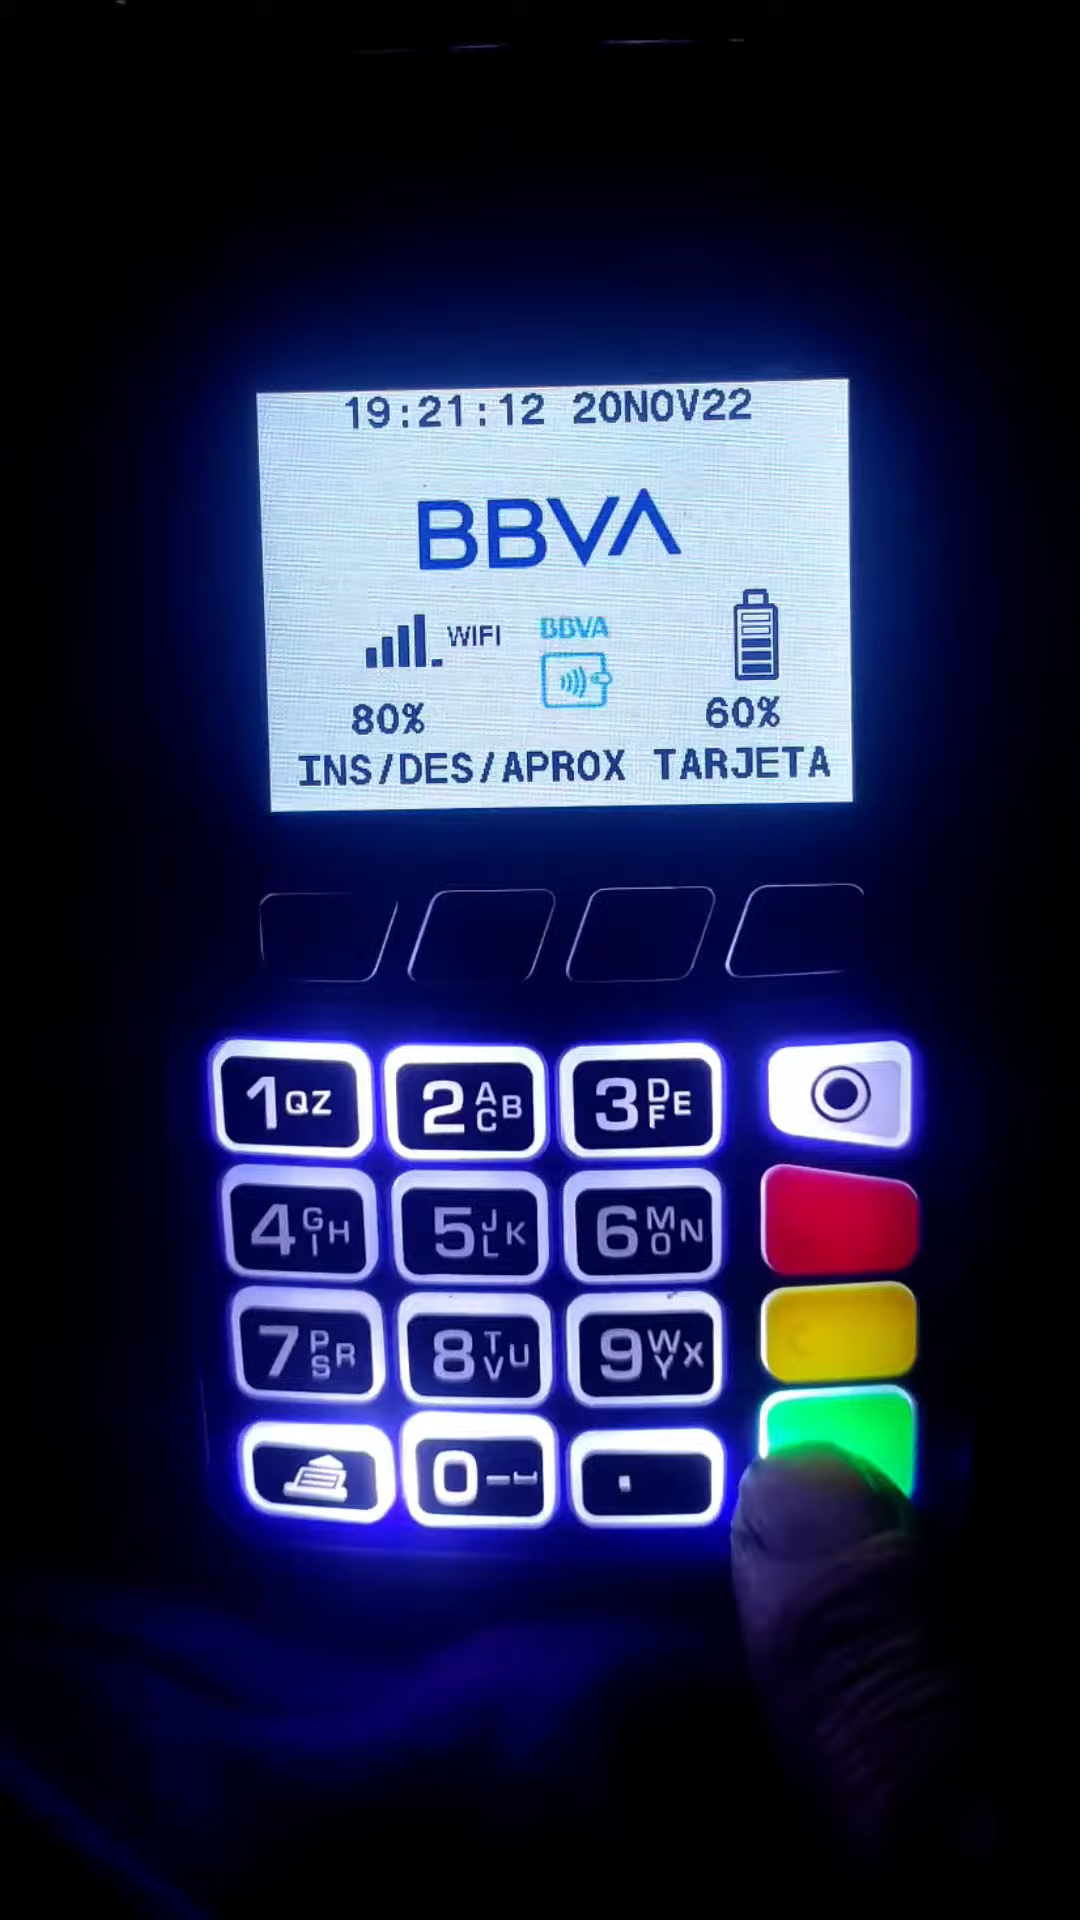 19:21:12 20NOV22
BBVA
WIFI BBVA
80% 60%
INS/DES/APROX TARJETA
1 QZ 2 ABC 3 DEF
4 GHI 5 JKL 6 MNO
7 PRS 8 TUV 9 WXY
0 - ⎵ .